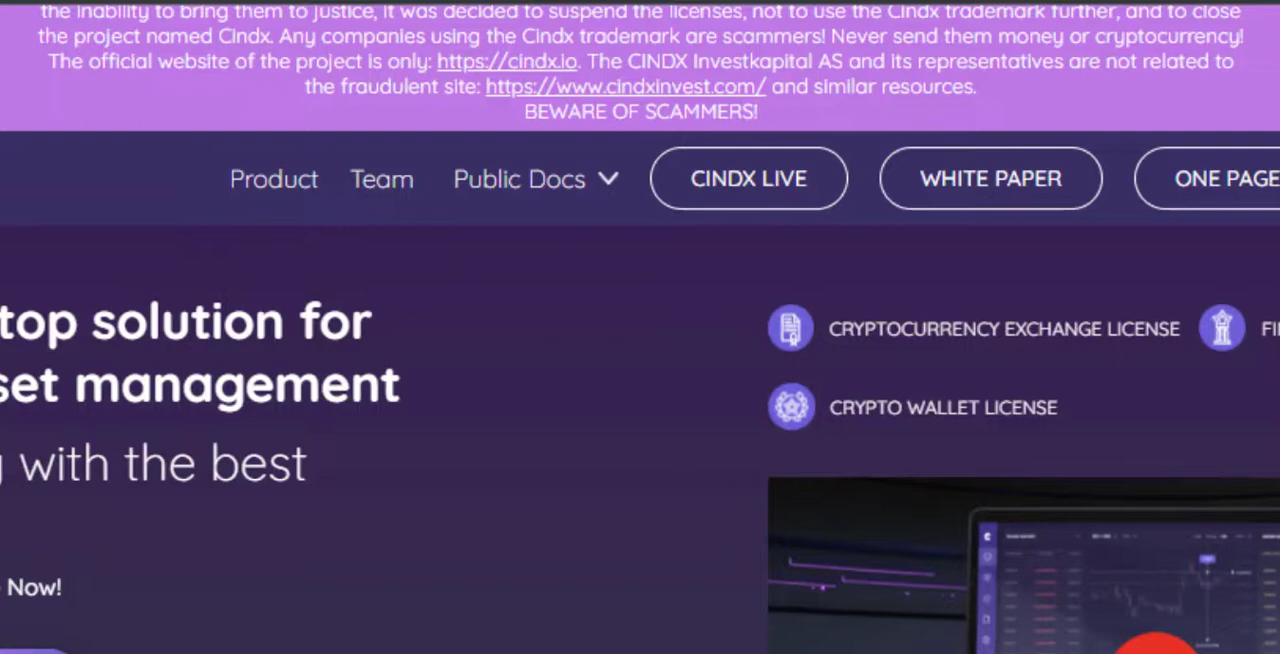 the inability to bring them to justice, it was decided to suspend the licenses, not to use the Cindx trademark further, and to close
the project named Cindx. Any companies using the Cindx trademark are scammers! Never send them money or cryptocurrency!
The official website of the project is only: https://cindx.io. The CINDX Investkapital AS and its representatives are not related to
the fraudulent site: https://www.cindxinvest.com/ and similar resources.
BEWARE OF SCAMMERS!
Product Team Public Docs CINDX LIVE WHITE PAPER ONE PAGE
top solution for
set management
with the best
CRYPTOCURRENCY EXCHANGE LICENSE
CRYPTO WALLET LICENSE
Now!